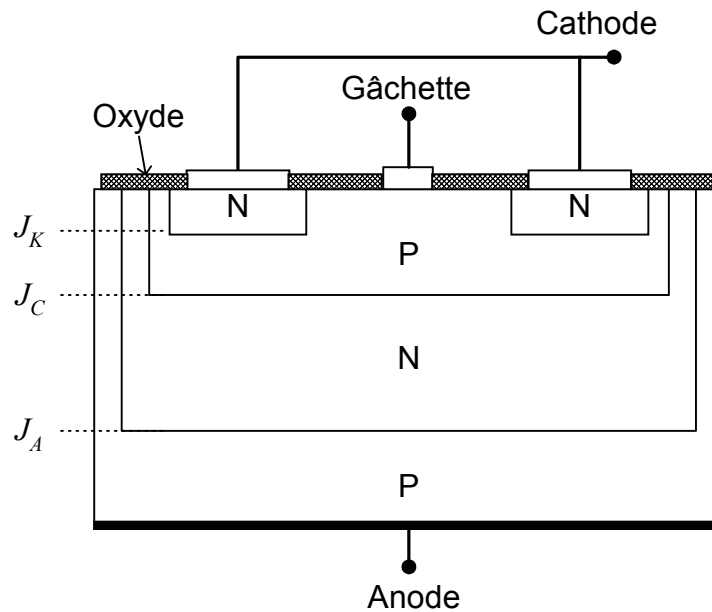 Cathode
Gâchette
Oxyde
N
N
J_K
P
J_C
N
J_A
P
Anode